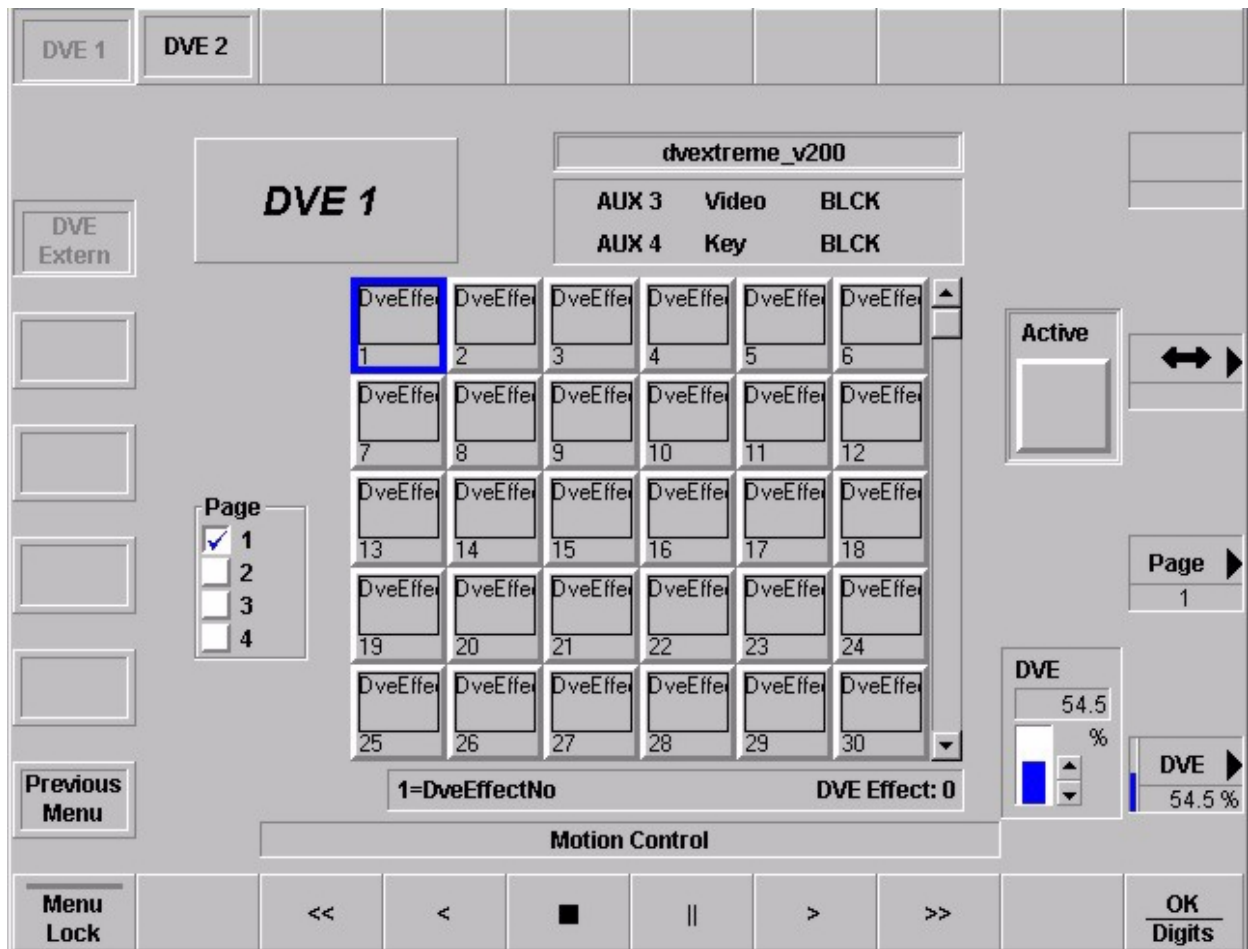 DVE 1 DVE 2
dvextreme_v200
DVE 1
AUX 3 Video BLCK
AUX 4 Key BLCK
DVE
Extern
DveEffe DveEffe DveEffe DveEffe DveEffe DveEffe
1 2 3 4 5 6
Active
DveEffe DveEffe DveEffe DveEffe DveEffe DveEffe
7 8 9 10 11 12
DveEffe DveEffe DveEffe DveEffe DveEffe DveEffe
13 14 15 16 17 18
Page
1
2
3
4
Page
1
DveEffe DveEffe DveEffe DveEffe DveEffe DveEffe
19 20 21 22 23 24
DveEffe DveEffe DveEffe DveEffe DveEffe DveEffe
25 26 27 28 29 30
DVE
54.5
%
DVE
54.5 %
Previous
Menu
1=DveEffectNo DVE Effect: 0
Motion Control
Menu
Lock
<< < ■ || > >>
OK
Digits